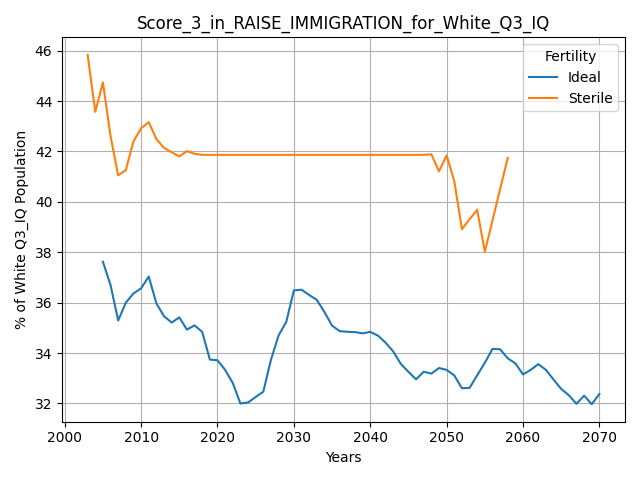 Score_3_in_RAISE_IMMIGRATION_for_White_Q3_IQ
Fertility
Ideal
Sterile
% of White Q3_IQ Population
46
44
42
40
38
36
34
32
2000 2010 2020 2030 2040 2050 2060 2070
Years